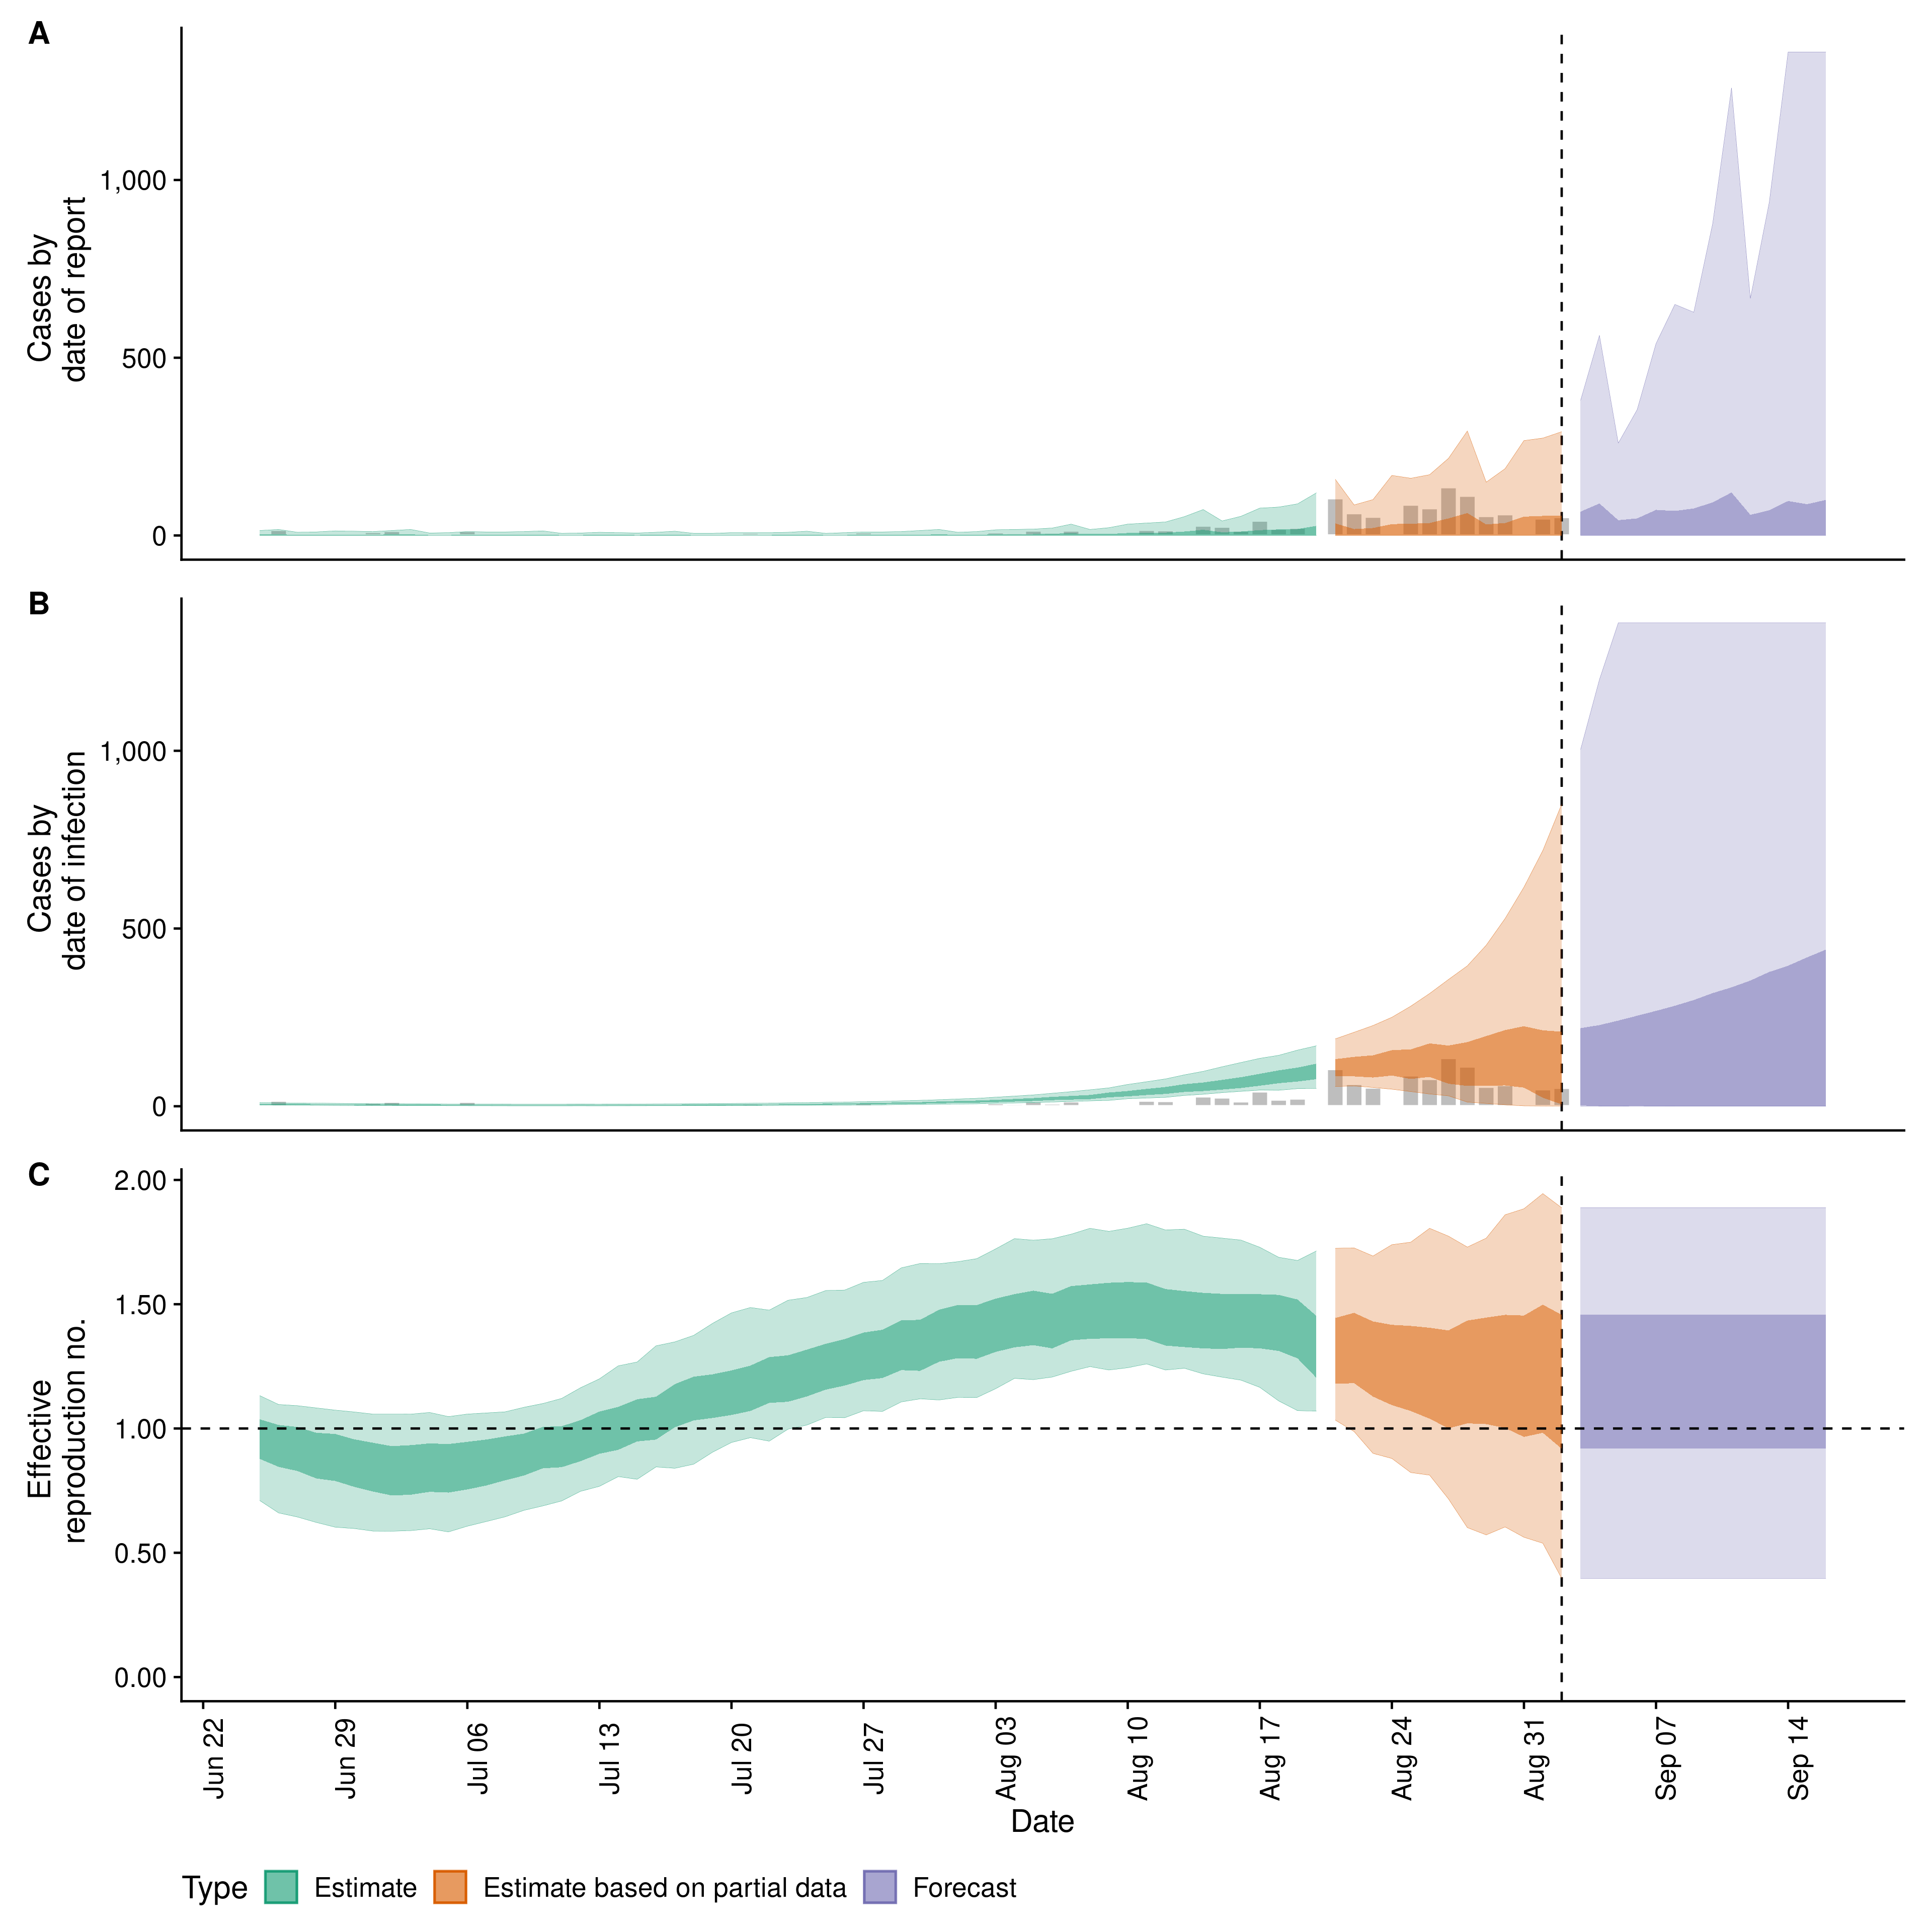 A
Cases by
date of report
1,000
500
0
B
Cases by
date of infection
1,000
500
0
C
Effective
reproduction no.
2.00
1.50
1.00
0.50
0.00
Jun 22
Jun 29
Jul 06
Jul 13
Jul 20
Jul 27
Aug 03
Aug 10
Aug 17
Aug 24
Aug 31
Sep 07
Sep 14
Date
Type Estimate Estimate based on partial data Forecast